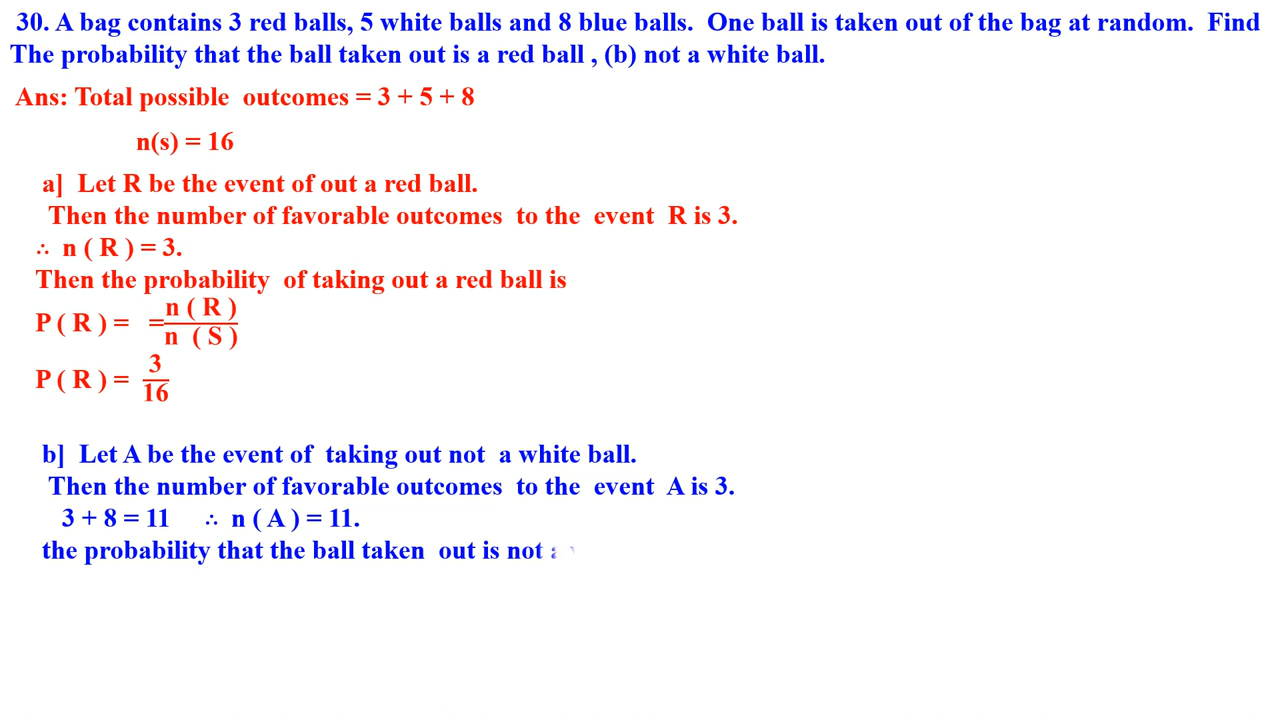 30. A bag contains 3 red balls, 5 white balls and 8 blue balls. One ball is taken out of the bag at random. Find
The probability that the ball taken out is a red ball , (b) not a white ball.
Ans: Total possible outcomes = 3 + 5 + 8
n(s) = 16
a] Let R be the event of out a red ball.
Then the number of favorable outcomes to the event R is 3.
∴ n ( R ) = 3.
Then the probability of taking out a red ball is
P ( R ) = = n ( R ) / n ( S )
P ( R ) = 3 / 16
b] Let A be the event of taking out not a white ball.
Then the number of favorable outcomes to the event A is 3.
3 + 8 = 11 ∴ n ( A ) = 11.
the probability that the ball taken out is not a